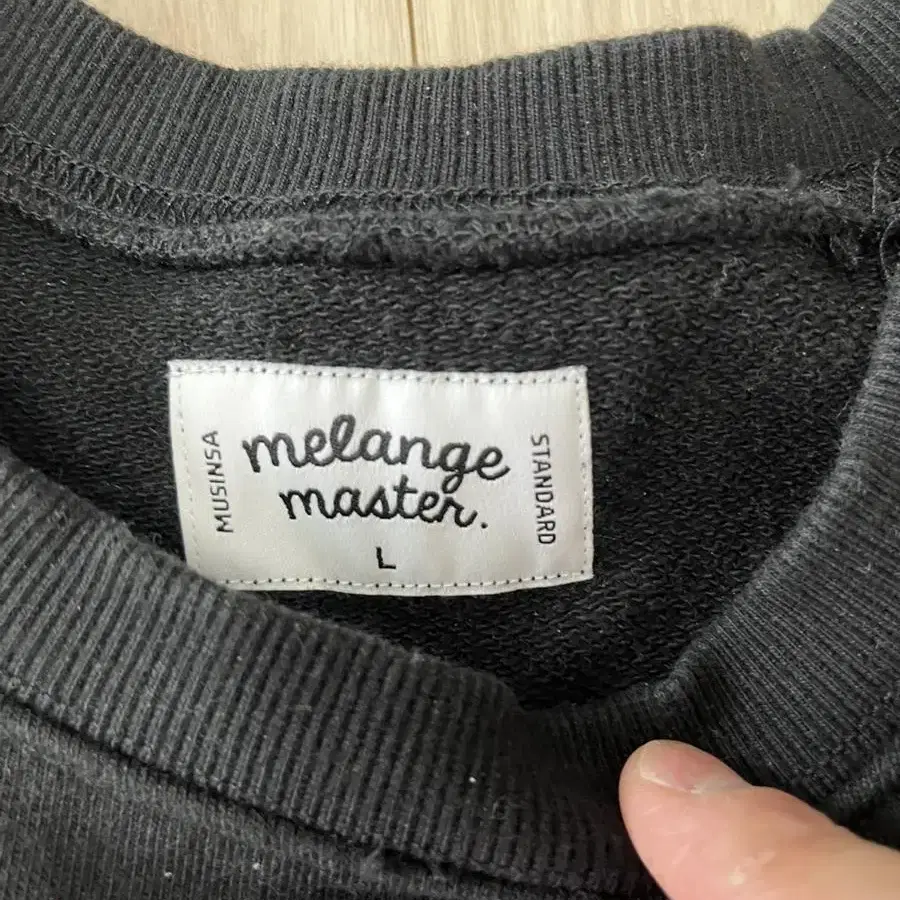 MUSINSA
melange
master.
L
STANDARD